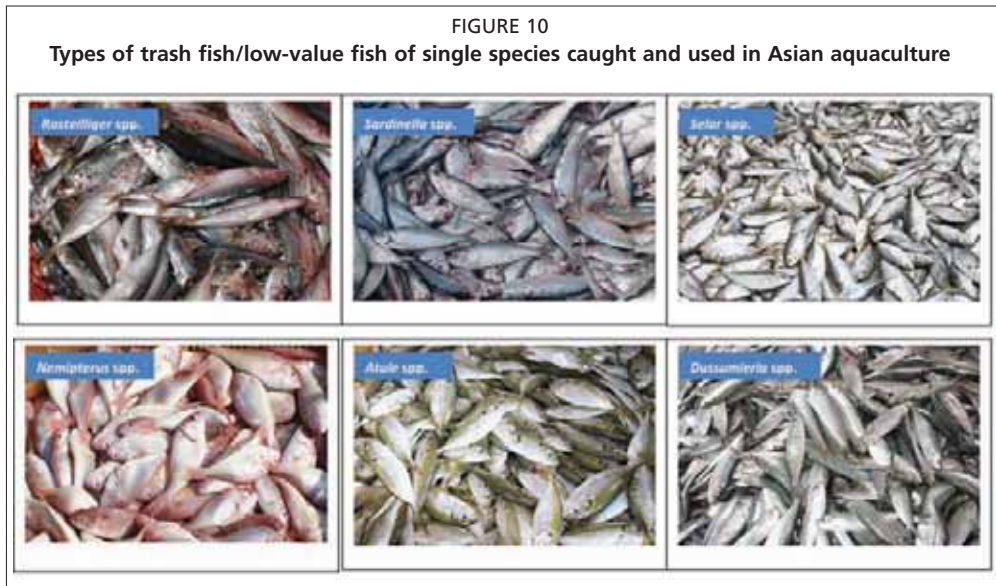 FIGURE 10
Types of trash fish/low-value fish of single species caught and used in Asian aquaculture
Rastelliger spp.
Sardinella spp.
Selar spp.
Nemipterus spp.
Atule spp.
Dussumieria spp.